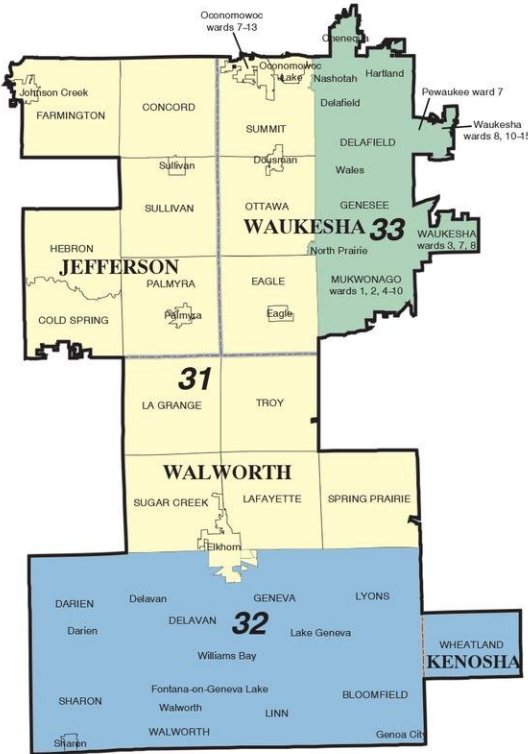 Oconomowoc
wards 7-13
Chenequa
Oconomowoc
Lake
Nashotah
Hartland
Johnson Creek
Delafield
Pewaukee ward 7
FARMINGTON
CONCORD
SUMMIT
Waukesha
wards 8, 10-15
DELAFIELD
Sullivan
Dousman
Wales
SULLIVAN
OTTAWA
GENESEE
WAUKESHA 33
WAUKESHA
wards 3, 7, 8
HEBRON
North Prairie
JEFFERSON
PALMYRA
EAGLE
MUKWONAGO
wards 1, 2, 4-10
COLD SPRING
Palmyra
Eagle
31
LA GRANGE
TROY
WALWORTH
SUGAR CREEK
LAFAYETTE
SPRING PRAIRIE
Elkhorn
DARIEN
Delavan
GENEVA
LYONS
DELAVAN
32
Darien
Lake Geneva
Williams Bay
WHEATLAND
KENOSHA
Fontana-on-Geneva Lake
SHARON
Walworth
LINN
BLOOMFIELD
WALWORTH
Genoa City
Sharon